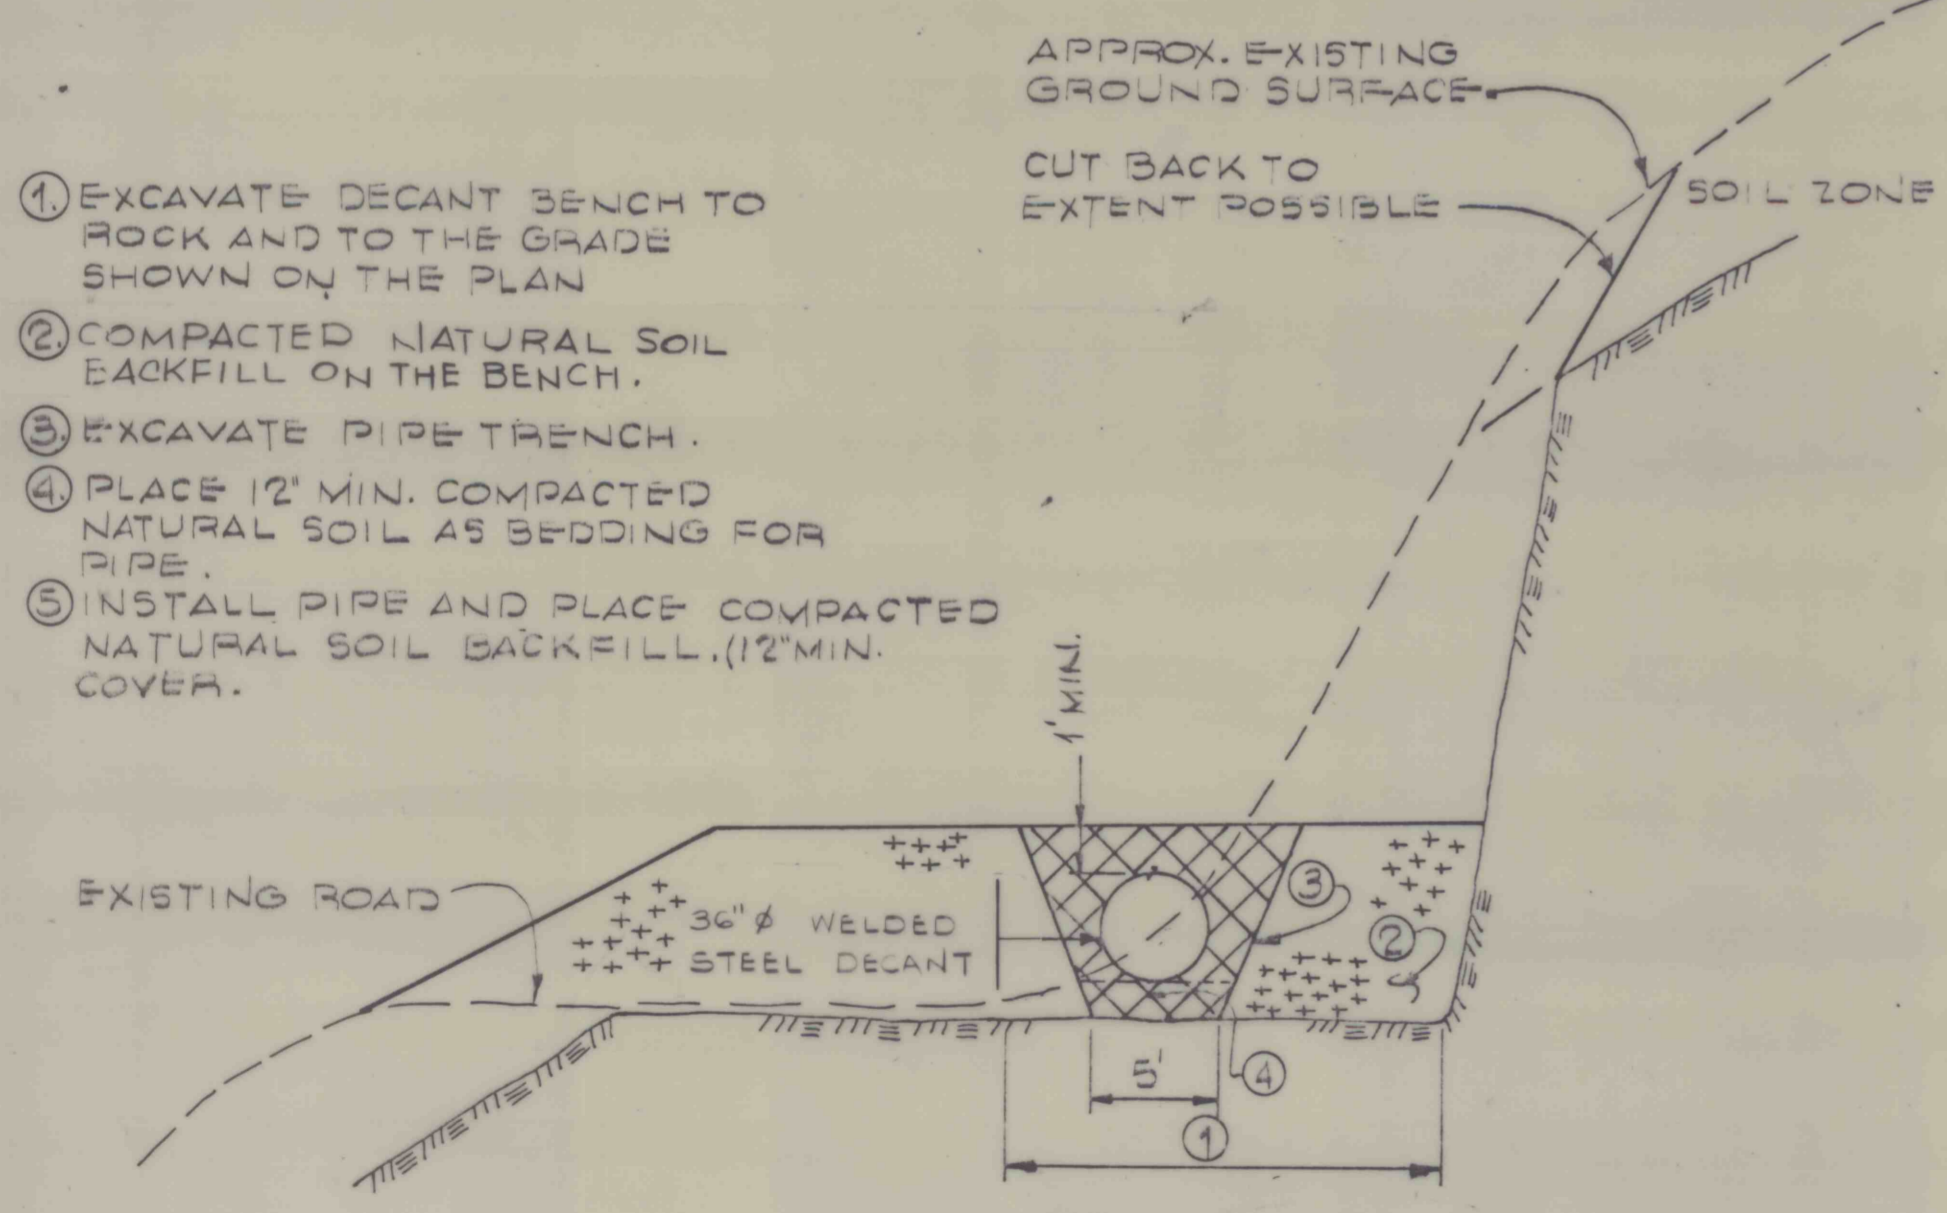 APPROX. EXISTING
GROUND SURFACE
CUT BACK TO
EXTENT POSSIBLE
SOIL ZONE
1. EXCAVATE DECANT BENCH TO
ROCK AND TO THE GRADE
SHOWN ON THE PLAN
2. COMPACTED NATURAL SOIL
BACKFILL ON THE BENCH.
3. EXCAVATE PIPE TRENCH.
4. PLACE 12" MIN. COMPACTED
NATURAL SOIL AS BEDDING FOR
PIPE.
5 INSTALL PIPE AND PLACE COMPACTED
NATURAL SOIL BACKFILL.(12"MIN.
COVER.
1' MIN.
EXISTING ROAD
36"φ WELDED
STEEL DECANT
3
2
5'
4
1